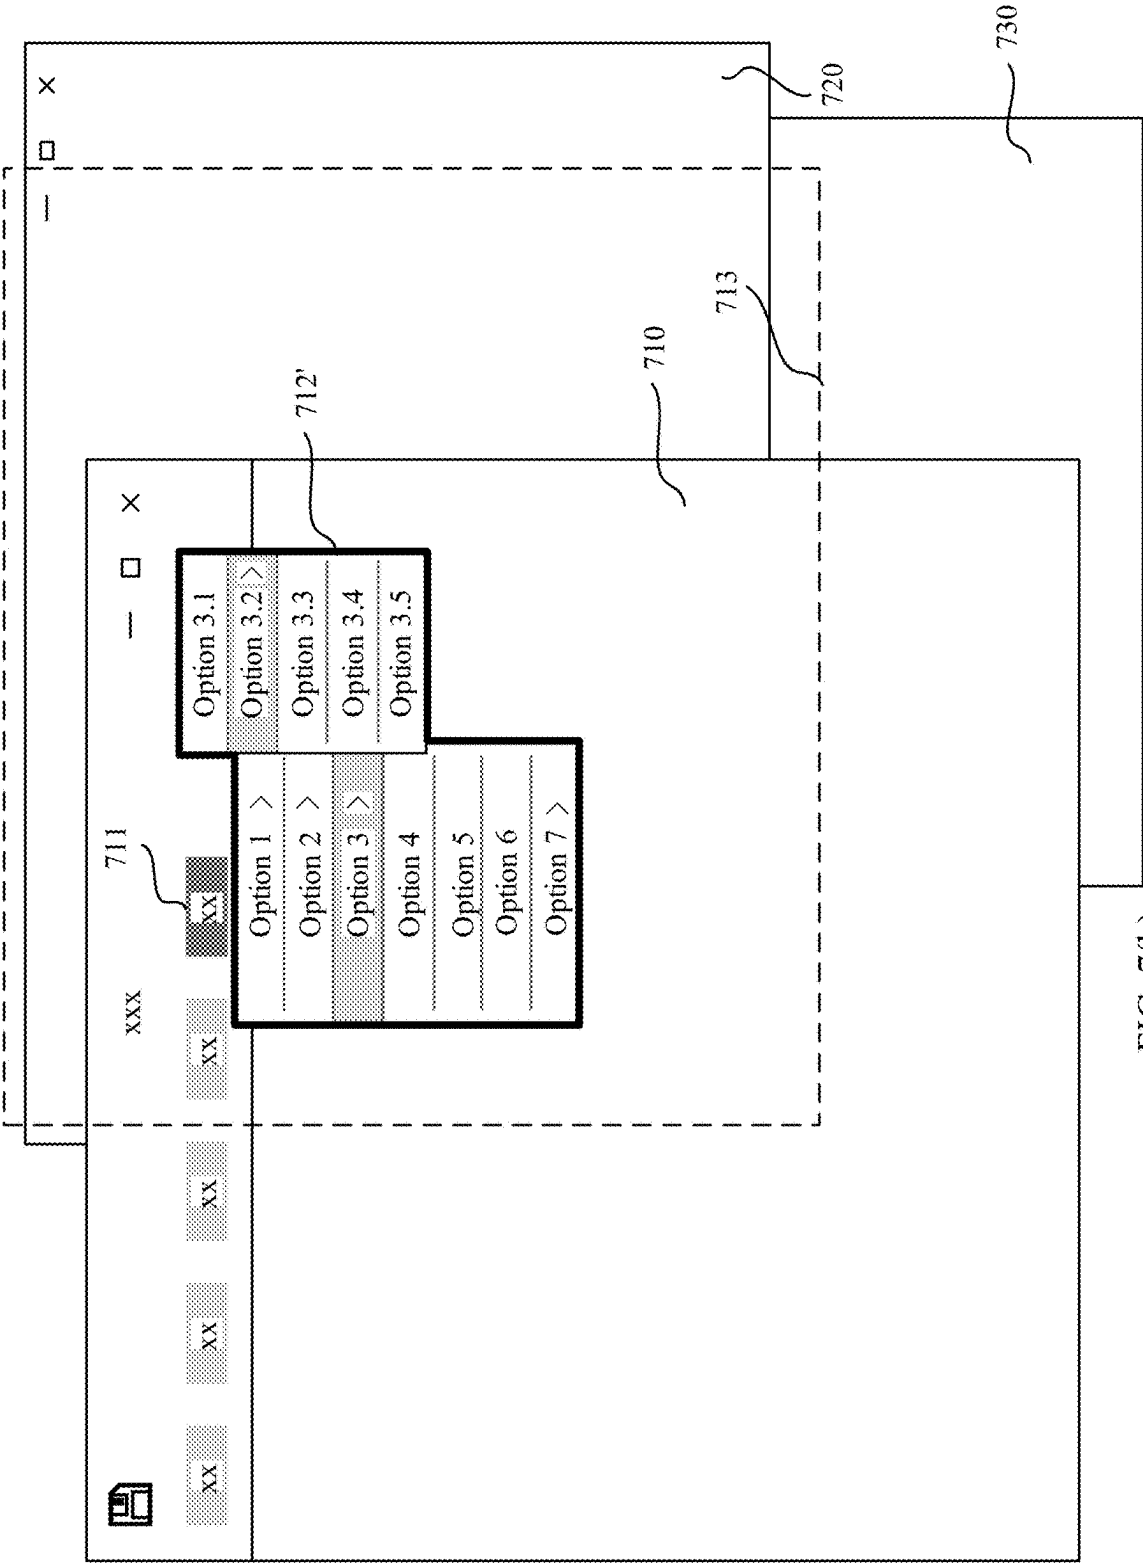 711
xxx
xx xx xx xx xx
Option 1 >
Option 2 >
Option 3 >
Option 4
Option 5
Option 6
Option 7 >
Option 3.1
Option 3.2 >
Option 3.3
Option 3.4
Option 3.5
712'
710
713
720
730